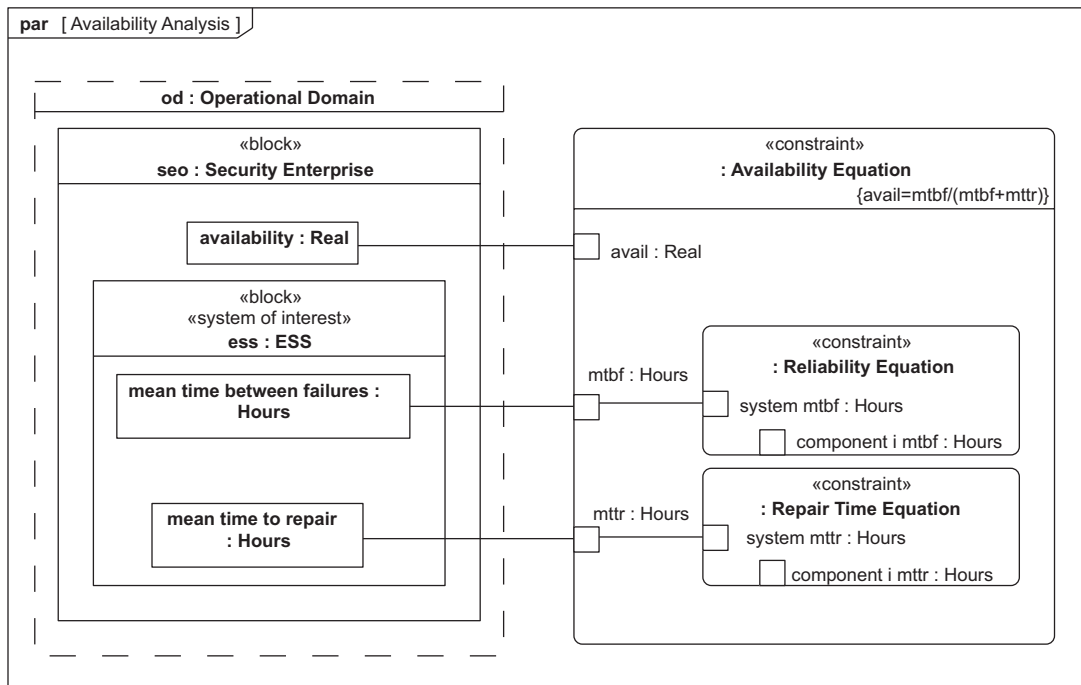 par [ Availability Analysis ]
od : Operational Domain
«block»
seo : Security Enterprise
availability : Real
«block»
«system of interest»
ess : ESS
mean time between failures :
Hours
mean time to repair
: Hours
«constraint»
: Availability Equation
{avail=mtbf/(mtbf+mttr)}
avail : Real
mtbf : Hours
«constraint»
: Reliability Equation
system mtbf : Hours
component i mtbf : Hours
mttr : Hours
«constraint»
: Repair Time Equation
system mttr : Hours
component i mttr : Hours